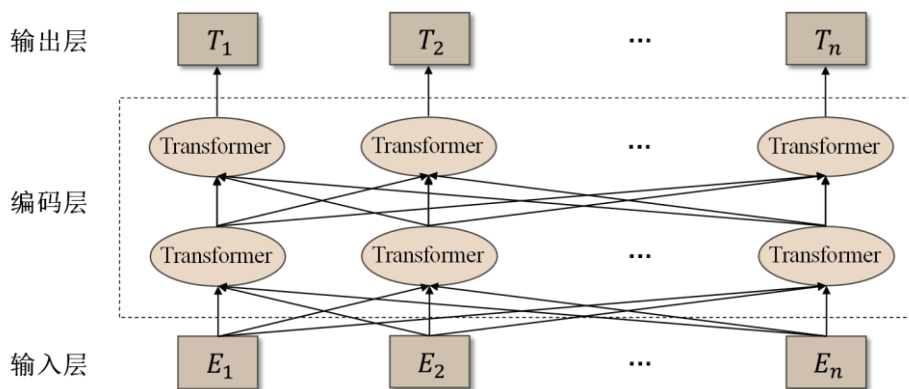 输出层 T₁ T₂ ... Tₙ
Transformer Transformer ... Transformer
编码层
Transformer Transformer ... Transformer
输入层 E₁ E₂ ... Eₙ